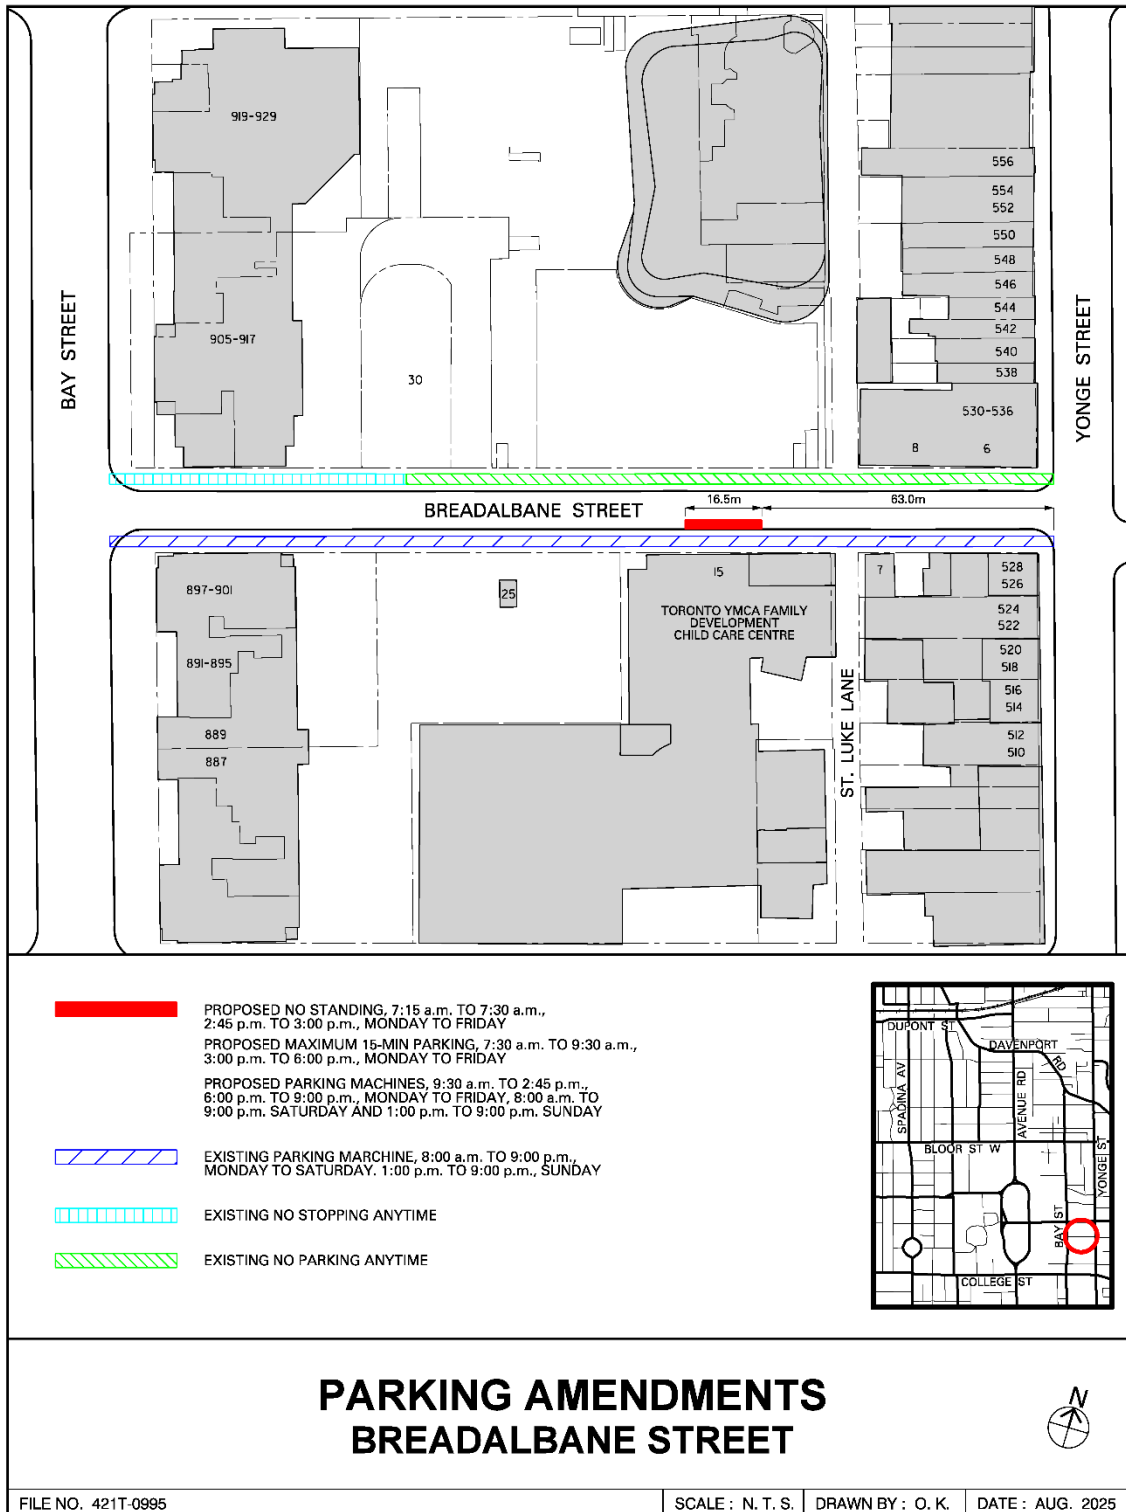 919-929
556
554
552
550
548
546
544
542
540
538
530-536
8
6
905-917
30
BAY STREET
YONGE STREET
16.5m
63.0m
BREADALBANE STREET
897-901
891-895
889
887
25
15
TORONTO YMCA FAMILY
DEVELOPMENT
CHILD CARE CENTRE
7
528
526
524
522
520
518
516
514
512
510
ST. LUKE LANE
PROPOSED NO STANDING, 7:15 a.m. TO 7:30 a.m.,
2:45 p.m. TO 3:00 p.m., MONDAY TO FRIDAY
PROPOSED MAXIMUM 15-MIN PARKING, 7:30 a.m. TO 9:30 a.m.,
3:00 p.m. TO 6:00 p.m., MONDAY TO FRIDAY
PROPOSED PARKING MACHINES, 9:30 a.m. TO 2:45 p.m.,
6:00 p.m. TO 9:00 p.m., MONDAY TO FRIDAY, 8:00 a.m. TO
9:00 p.m. SATURDAY AND 1:00 p.m. TO 9:00 p.m. SUNDAY
EXISTING PARKING MARCHINE, 8:00 a.m. TO 9:00 p.m.,
MONDAY TO SATURDAY. 1:00 p.m. TO 9:00 p.m., SUNDAY
EXISTING NO STOPPING ANYTIME
EXISTING NO PARKING ANYTIME
DUPONT ST
DAVENPORT
RD
SPADINA AV
AVENUE RD
BLOOR ST W
YONGE ST
BAY ST
COLLEGE ST
PARKING AMENDMENTS
BREADALBANE STREET
N
FILE NO. 421T-0995
SCALE : N. T. S.
DRAWN BY : O. K.
DATE : AUG. 2025